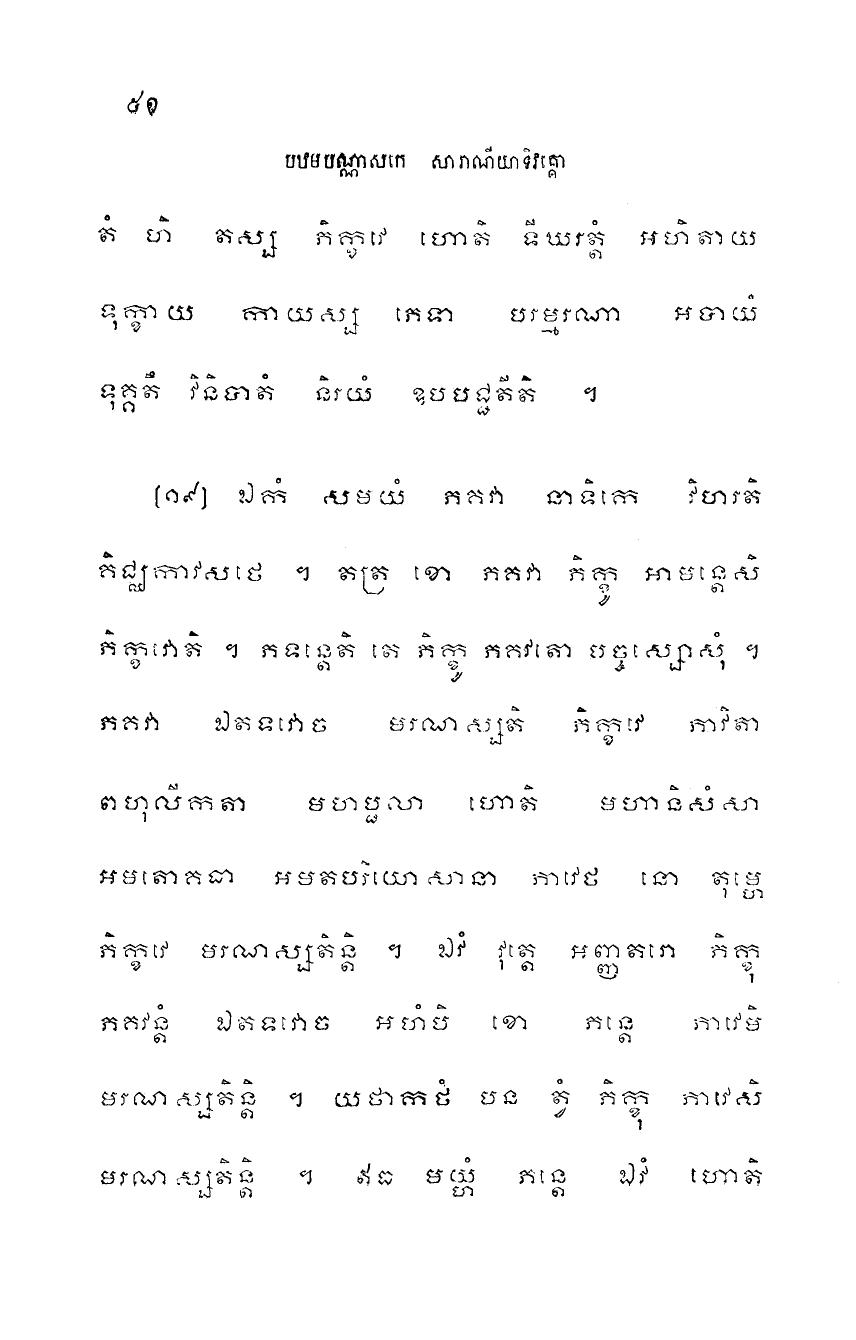 ៥១
បឋមបណ្ណាសកេ សារាណីយាទិវគ្គោ
តំ ហិ តស្ស ភិក្ខវេ ហោតិ ទីឃរត្តំ អហិតាយ
ទុក្ខាយ កាយស្ស ភេទា បរម្មរណា អបាយំ
ទុគ្គតឹ វិនិបាតំ និរយំ ឧបបជ្ជតីតិ ។
[១៩] ឯកំ សមយំ ភគវា នាទិកេ វិហរតិ
គិជ្ឈកាវសថេ ។ តត្រ ខោ ភគវា ភិក្ខូ អាមន្តេសិ
ភិក្ខវោតិ ។ ភទន្តេតិ តេ ភិក្ខូ ភគវតោ បច្ចស្សោសុំ ។
ភគវា ឯតទវោច មរណាស្សតិ ភិក្ខវេ ភាវិតា
ពហុលីកតា មហប្ផលា ហោតិ មហានិសំសា
អមតោគធា អមតបរិយោសានា ភាវេថ នោ តុម្ហេ
ភិក្ខវេ មរណាស្សតិន្តិ ។ ឯវំ វុត្តេ អញ្ញតរោ ភិក្ខុ
ភគវន្តំ ឯតទវោច អហំបិ ខោ ភន្តេ ភាវេមិ
មរណាស្សតិន្តិ ។ យថាកថំ បន ត្វំ ភិក្ខុ ភាវេសិ
មរណាស្សតិន្តិ ។ ឥធ មយ្ហំ ភន្តេ ឯវំ ហោតិ